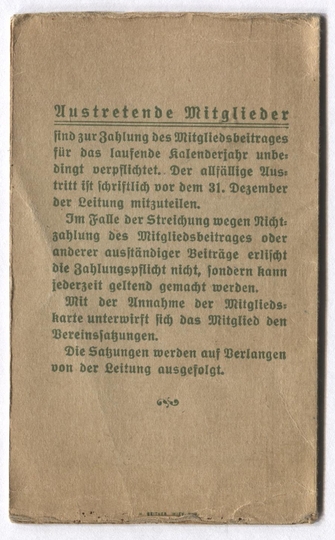 Austretende Mitglieder
sind zur Zahlung des Mitgliedsbeitrages
für das laufende Kalenderjahr unbe-
dingt verpflichtet. Der allfällige Aus-
tritt ist schriftlich vor dem 31. Dezember
der Leitung mitzuteilen.
Im Falle der Streichung wegen Nicht-
zahlung des Mitgliedsbeitrages oder
anderer ausständiger Beiträge erlischt
die Zahlungspflicht nicht, sondern kann
jederzeit geltend gemacht werden.
Mit der Annahme der Mitglieds-
karte unterwirft sich das Mitglied den
Vereinssatzungen.
Die Satzungen werden auf Verlangen
von der Leitung ausgefolgt.